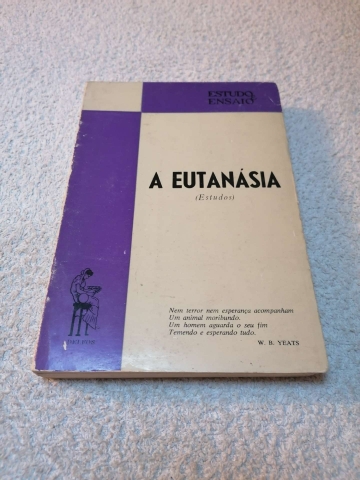 ESTUDO
ENSAIO
A EUTANÁSIA
(Estudos)
Nem terror nem esperança acompanham
Um animal moribundo.
Um homem aguarda o seu fim
Temendo e esperando tudo.
W. B. YEATS
DELFOS